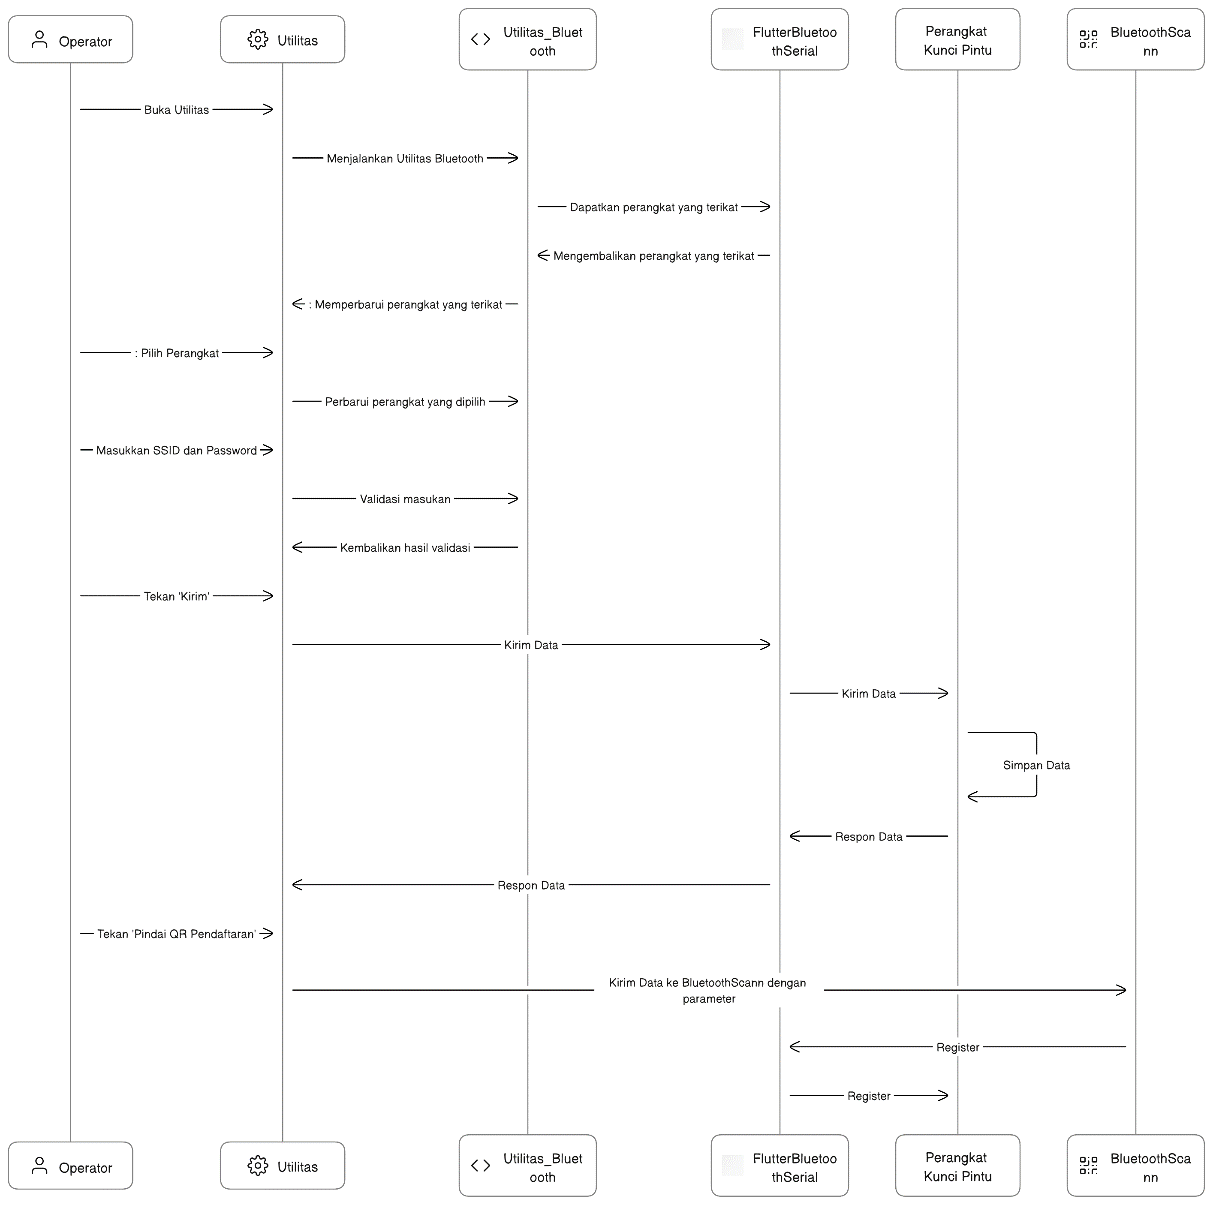 Operator
Utilitas
Utilitas_Bluet
ooth
FlutterBluetoo
thSerial
Perangkat
Kunci Pintu
BluetoothSca
nn
Buka Utilitas
Menjalankan Utilitas Bluetooth
Dapatkan perangkat yang terikat
Mengembalikan perangkat yang terikat
: Memperbarui perangkat yang terikat
: Pilih Perangkat
Perbarui perangkat yang dipilih
Masukkan SSID dan Password
Validasi masukan
Kembalikan hasil validasi
Tekan 'Kirim'
Kirim Data
Kirim Data
Simpan Data
Respon Data
Respon Data
Tekan 'Pindai QR Pendaftaran'
Kirim Data ke BluetoothScann dengan
parameter
Register
Register
Operator
Utilitas
Utilitas_Bluet
ooth
FlutterBluetoo
thSerial
Perangkat
Kunci Pintu
BluetoothSca
nn